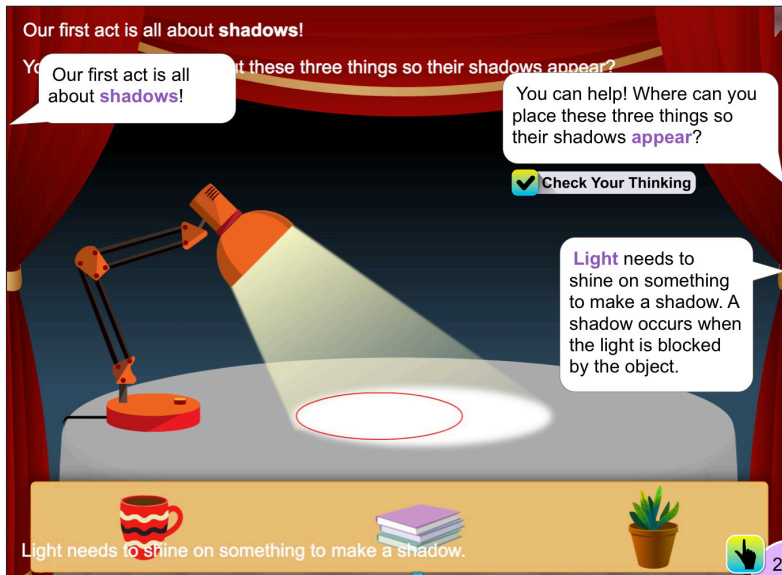 Our first act is all about shadows!
Yo
t these three things so their shadows appear?
Our first act is all
about shadows!
You can help! Where can you
place these three things so
their shadows appear?
Check Your Thinking
Light needs to
shine on something
to make a shadow. A
shadow occurs when
the light is blocked
by the object.
Light needs to shine on something to make a shadow.
2